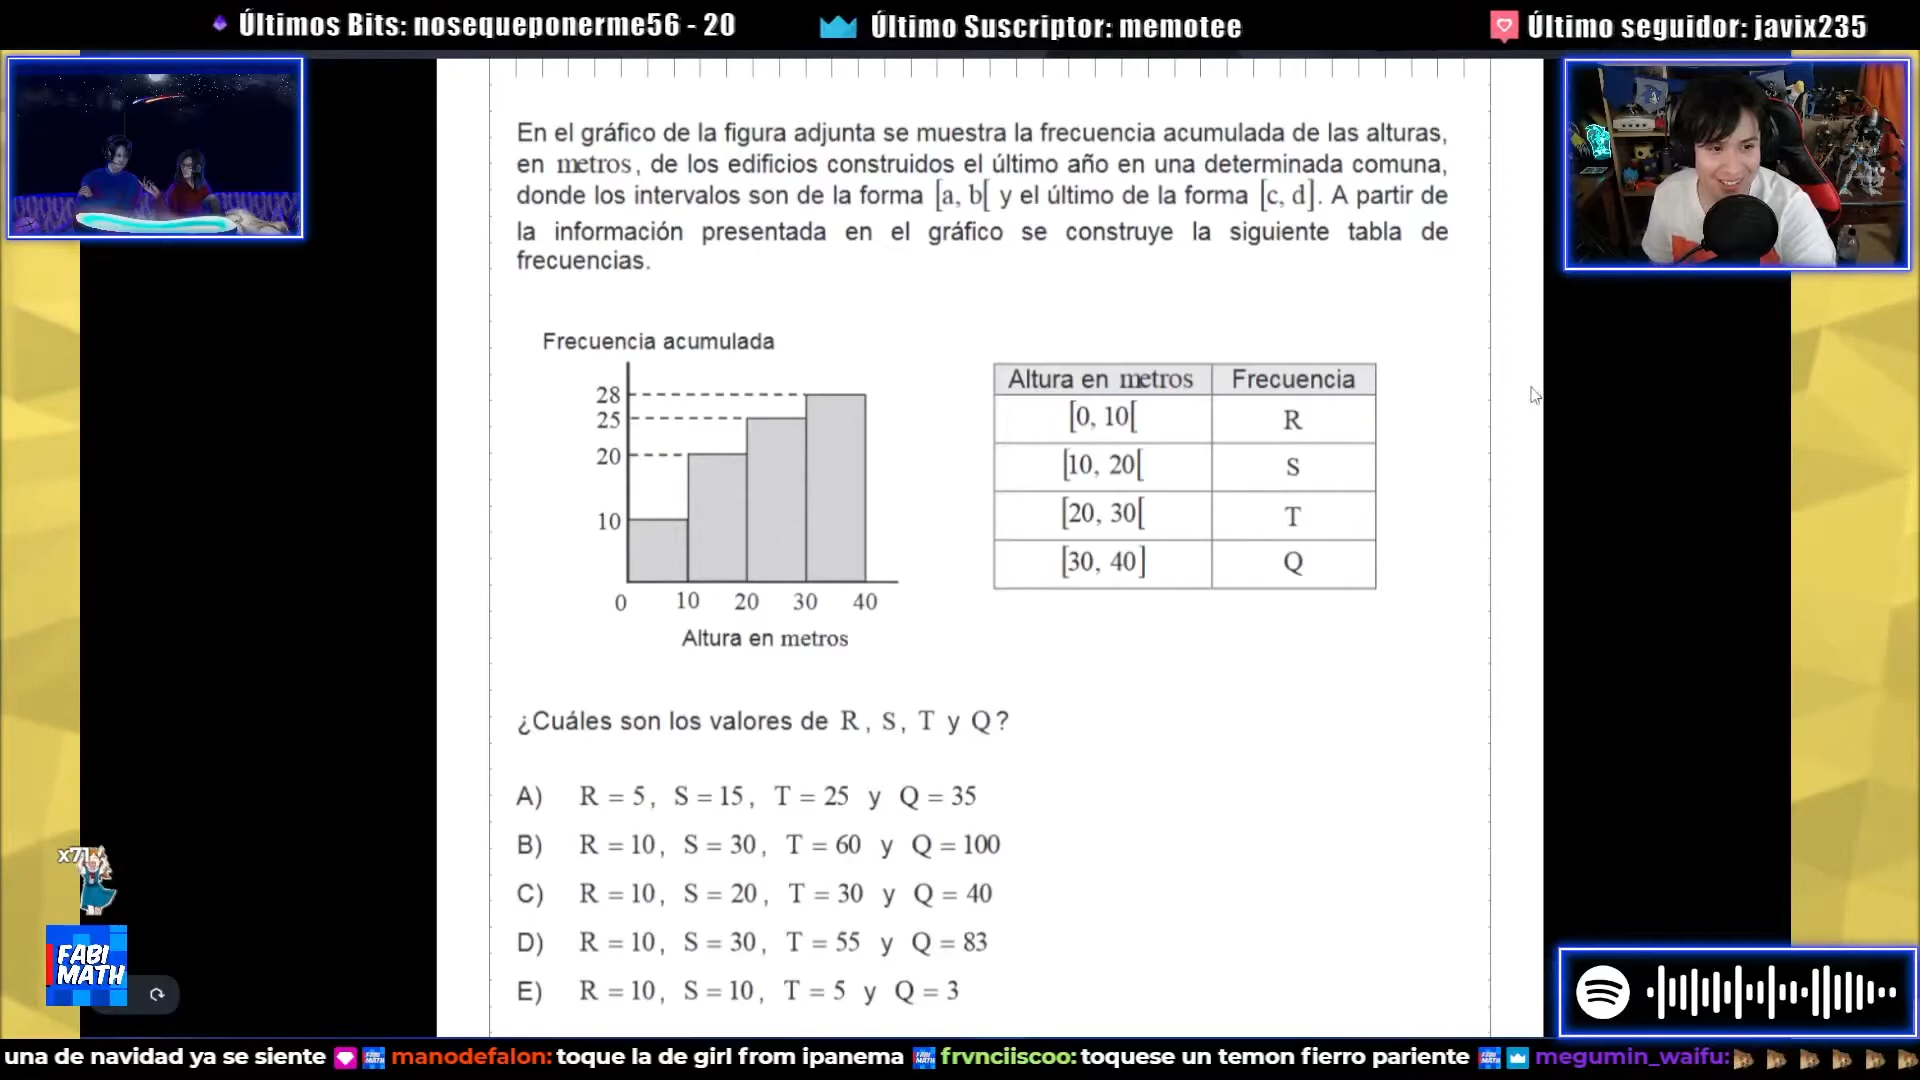 Últimos Bits: nosequeponerme56 - 20
Último Suscriptor: memotee
Último seguidor: javix235
En el gráfico de la figura adjunta se muestra la frecuencia acumulada de las alturas,
en metros, de los edificios construidos el último año en una determinada comuna,
donde los intervalos son de la forma [a, b[ y el último de la forma [c, d]. A partir de
la información presentada en el gráfico se construye la siguiente tabla de
frecuencias.
Frecuencia acumulada
28
25
20
10
0 10 20 30 40
Altura en metros
Altura en metros Frecuencia
[0, 10[ R
[10, 20[ S
[20, 30[ T
[30, 40] Q
¿Cuáles son los valores de R, S, T y Q?
A) R = 5, S = 15, T = 25 y Q = 35
B) R = 10, S = 30, T = 60 y Q = 100
C) R = 10, S = 20, T = 30 y Q = 40
D) R = 10, S = 30, T = 55 y Q = 83
E) R = 10, S = 10, T = 5 y Q = 3
x71
FABI
MATH
una de navidad ya se siente manodefalon: toque la de girl from ipanema frvnciiscoo: toquese un temon fierro pariente megumin_waifu: